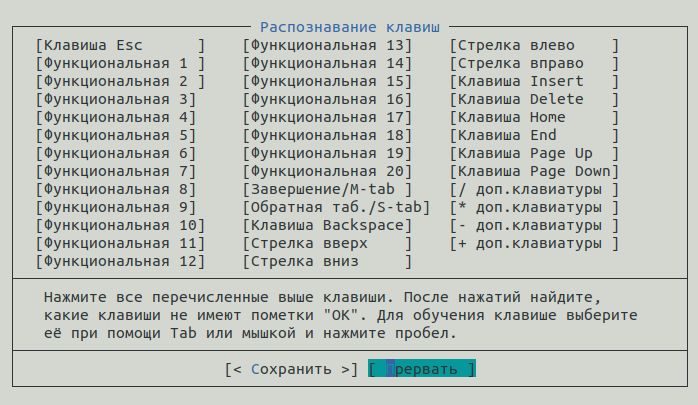 Распознавание клавиш
[Клавиша Esc      ] [Функциональная 13] [Стрелка влево    ]
[Функциональная 1 ] [Функциональная 14] [Стрелка вправо   ]
[Функциональная 2 ] [Функциональная 15] [Клавиша Insert   ]
[Функциональная 3] [Функциональная 16] [Клавиша Delete   ]
[Функциональная 4] [Функциональная 17] [Клавиша Home     ]
[Функциональная 5] [Функциональная 18] [Клавиша End      ]
[Функциональная 6] [Функциональная 19] [Клавиша Page Up  ]
[Функциональная 7] [Функциональная 20] [Клавиша Page Down]
[Функциональная 8] [Завершение/M-tab ] [/ доп.клавиатуры ]
[Функциональная 9] [Обратная таб./S-tab] [* доп.клавиатуры ]
[Функциональная 10] [Клавиша Backspace] [- доп.клавиатуры ]
[Функциональная 11] [Стрелка вверх    ] [+ доп.клавиатуры ]
[Функциональная 12] [Стрелка вниз     ]
Нажмите все перечисленные выше клавиши. После нажатий найдите,
какие клавиши не имеют пометки "OK". Для обучения клавише выберите
её при помощи Tab или мышкой и нажмите пробел.
[< Сохранить >] [ Прервать ]